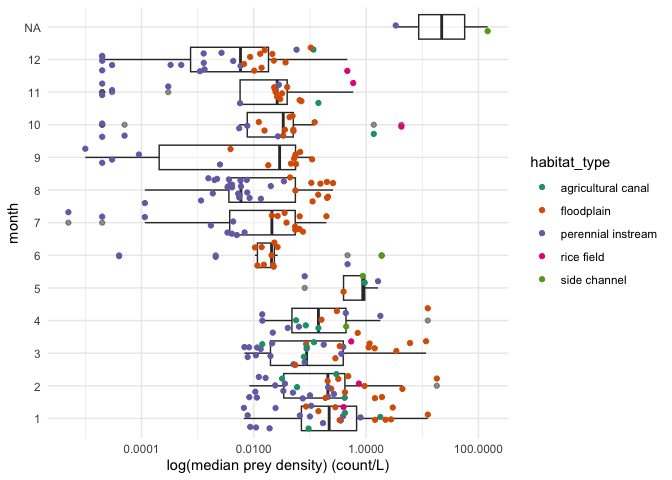 NA
12
11
10
9
8
7
6
5
4
3
2
1
month
0.0001
0.0100
1.0000
100.0000
log(median prey density) (count/L)
habitat_type
agricultural canal
floodplain
perennial instream
rice field
side channel